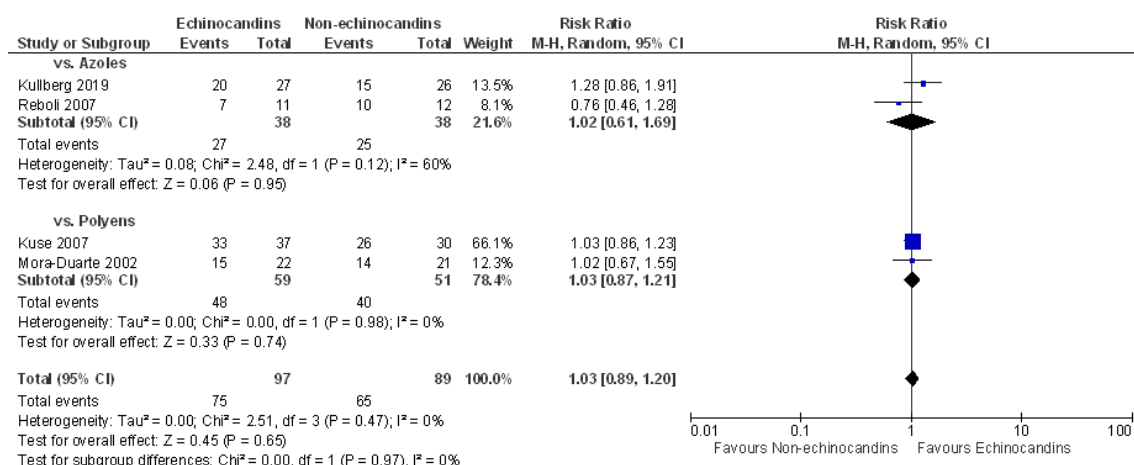 Echinocandins Non-echinocandins Risk Ratio Risk Ratio
Study or Subgroup Events Total Events Total Weight M-H, Random, 95% CI M-H, Random, 95% CI
vs. Azoles
Kullberg 2019 20 27 15 26 13.5% 1.28 [0.86, 1.91]
Reboli 2007 7 11 10 12 8.1% 0.76 [0.46, 1.28]
Subtotal (95% CI) 38 38 21.6% 1.02 [0.61, 1.69]
Total events 27 25
Heterogeneity: Tau² = 0.08; Chi² = 2.48, df = 1 (P = 0.12); I² = 60%
Test for overall effect: Z = 0.06 (P = 0.95)
vs. Polyens
Kuse 2007 33 37 26 30 66.1% 1.03 [0.86, 1.23]
Mora-Duarte 2002 15 22 14 21 12.3% 1.02 [0.67, 1.55]
Subtotal (95% CI) 59 51 78.4% 1.03 [0.87, 1.21]
Total events 48 40
Heterogeneity: Tau² = 0.00; Chi² = 0.00, df = 1 (P = 0.98); I² = 0%
Test for overall effect: Z = 0.33 (P = 0.74)
Total (95% CI) 97 89 100.0% 1.03 [0.89, 1.20]
Total events 75 65
Heterogeneity: Tau² = 0.00; Chi² = 2.51, df = 3 (P = 0.47); I² = 0%
Test for overall effect: Z = 0.45 (P = 0.65)
Test for subgroup differences: Chi² = 0.00, df = 1 (P = 0.97), I² = 0%
0.01 0.1 1 10 100
Favours Non-echinocandins Favours Echinocandins